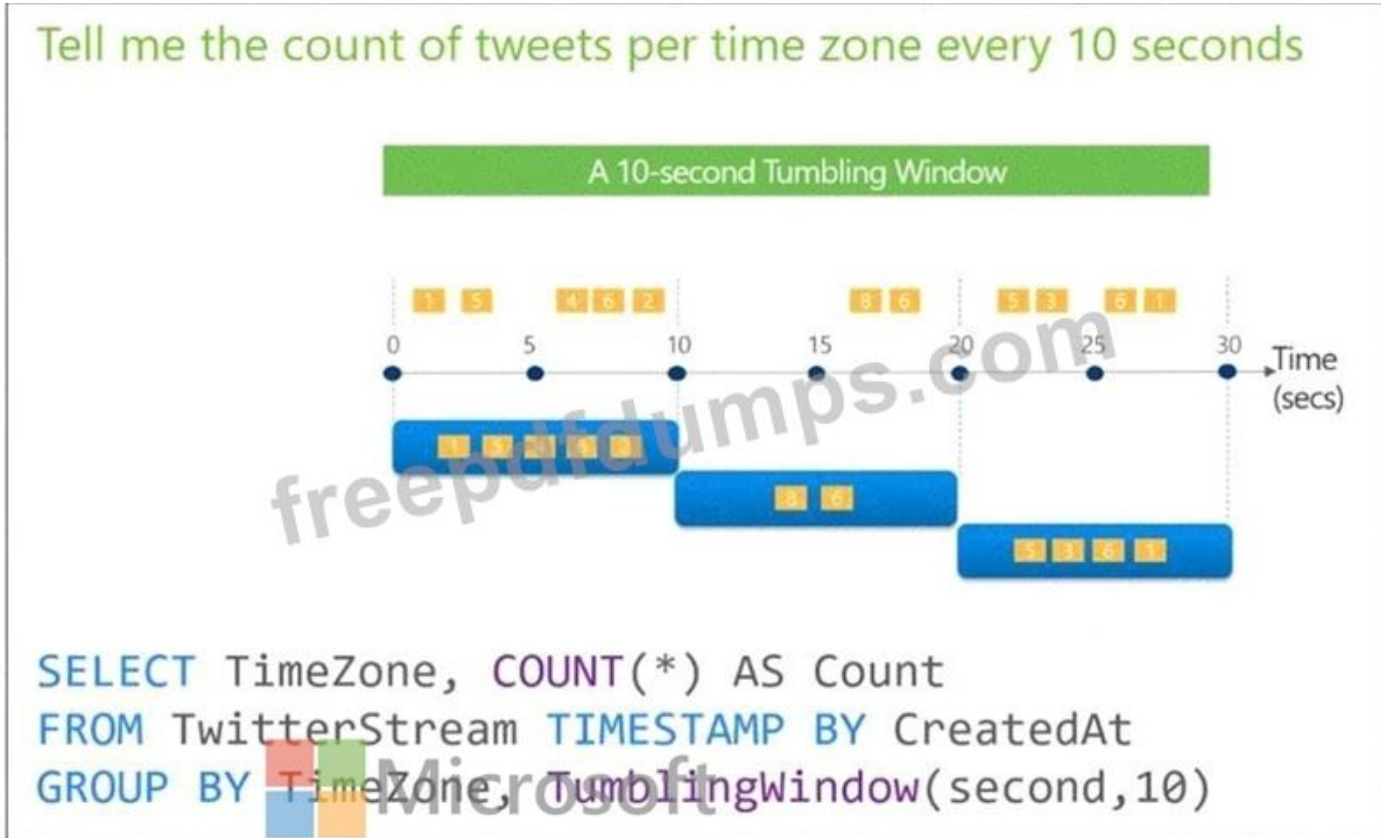 Tell me the count of tweets per time zone every 10 seconds
A 10-second Tumbling Window
1 5 4 6 2 8 6 5 3 6 1
0 5 10 15 20 25 30
Time
(secs)
1 5 6
8 6
5 3 6 1
freepdfdumps.com
SELECT TimeZone, COUNT(*) AS Count
FROM TwitterStream TIMESTAMP BY CreatedAt
GROUP BY TimeZone, TumblingWindow(second,10)
Microsoft